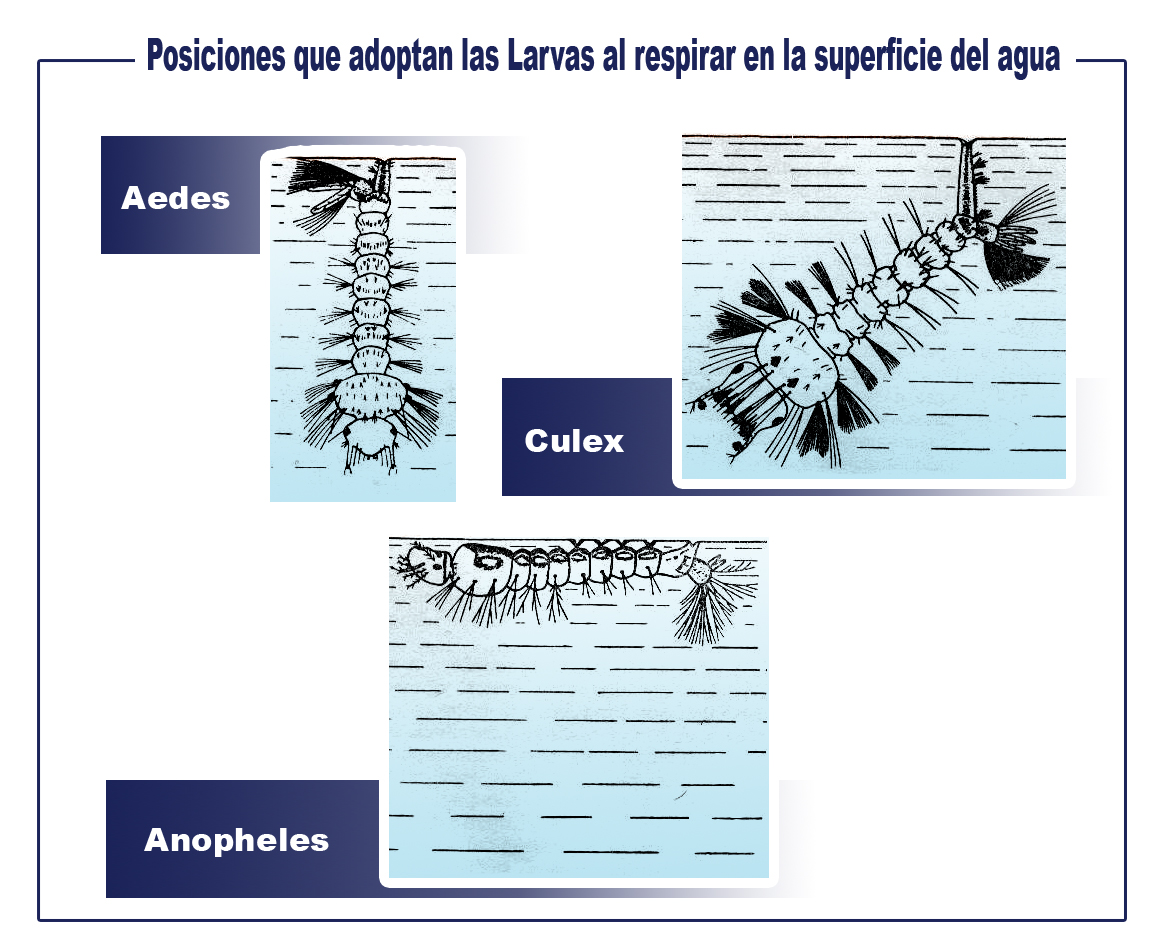 Posiciones que adoptan las Larvas al respirar en la superficie del agua
Aedes
Culex
Anopheles